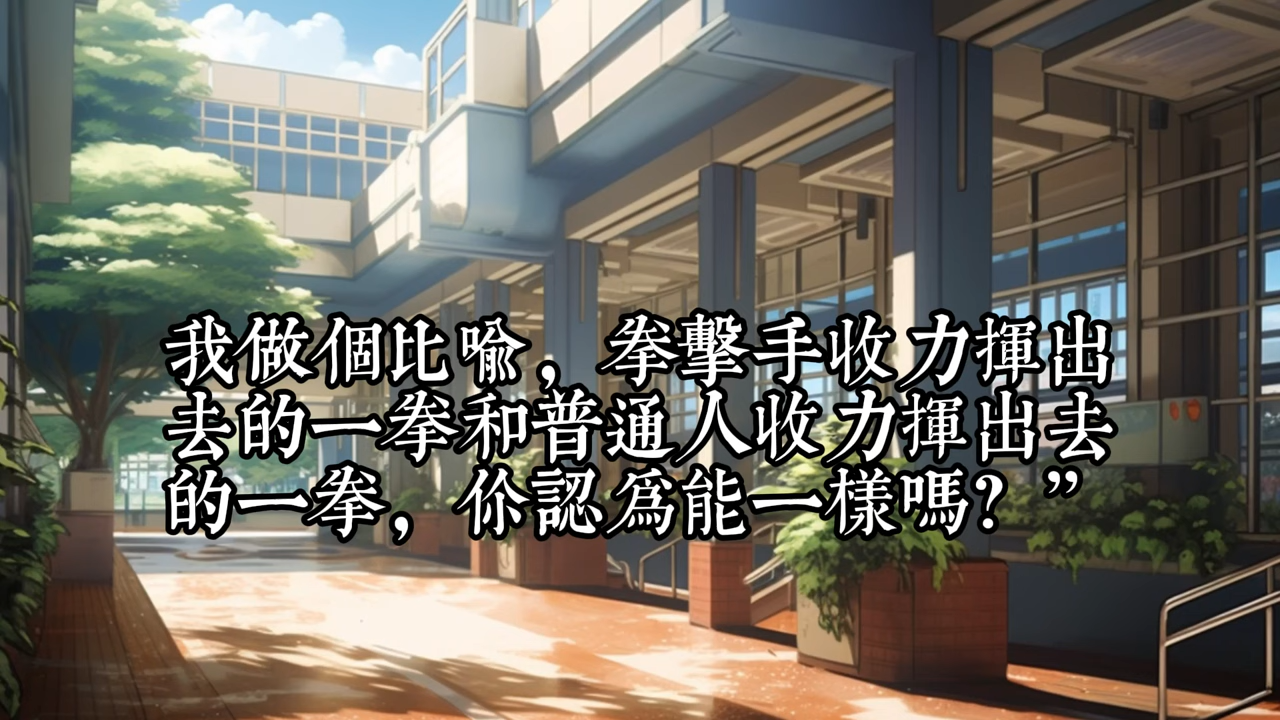 我做個比喻，拳擊手收力揮出
去的一拳和普通人收力揮出去
的一拳，你認爲能一樣嗎？”